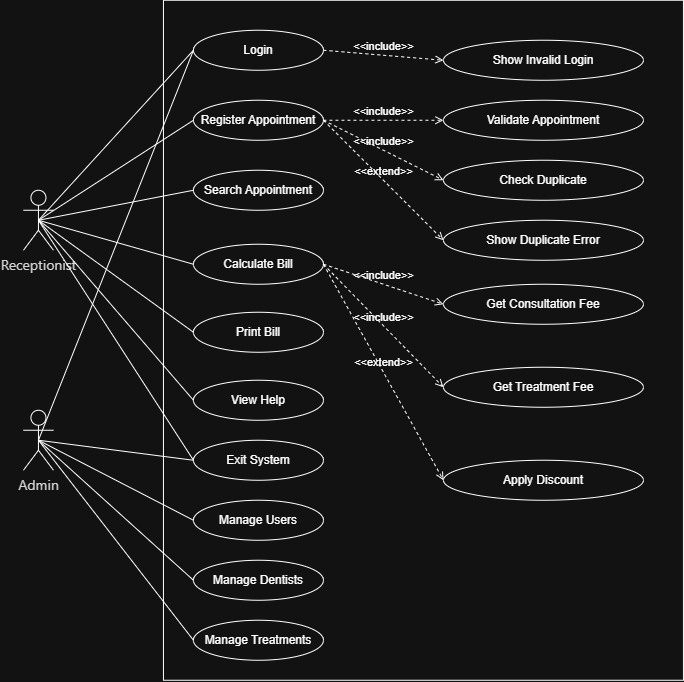 Login
<<include>>
Show Invalid Login
Register Appointment
<<include>>
Validate Appointment
<<include>>
Check Duplicate
<<extend>>
Show Duplicate Error
Search Appointment
Receptionist
Calculate Bill
<<include>>
Get Consultation Fee
<<include>>
Get Treatment Fee
<<extend>>
Apply Discount
Print Bill
View Help
Exit System
Admin
Manage Users
Manage Dentists
Manage Treatments